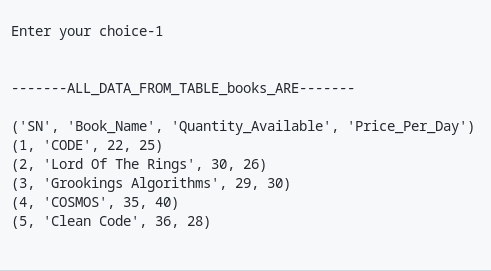 Enter your choice-1
-------ALL_DATA_FROM_TABLE_books_ARE-------
('SN', 'Book_Name', 'Quantity_Available', 'Price_Per_Day')
(1, 'CODE', 22, 25)
(2, 'Lord Of The Rings', 30, 26)
(3, 'Grookings Algorithms', 29, 30)
(4, 'COSMOS', 35, 40)
(5, 'Clean Code', 36, 28)